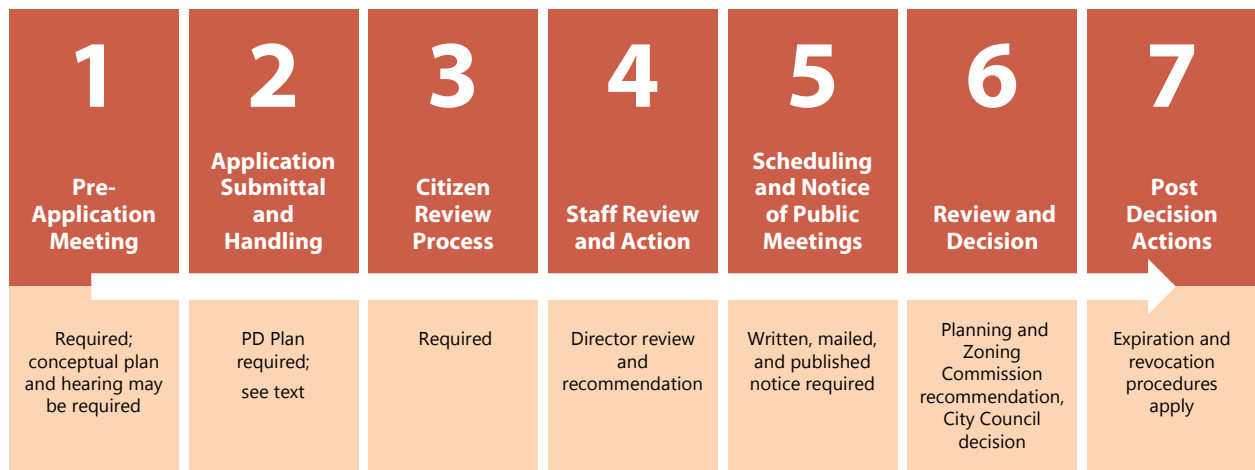 1
Pre-
Application
Meeting
Required;
conceptual plan
and hearing may
be required
2
Application
Submittal
and
Handling
PD Plan
required;
see text
3
Citizen
Review
Process
Required
4
Staff Review
and Action
Director review
and
recommendation
5
Scheduling
and Notice
of Public
Meetings
Written, mailed,
and published
notice required
6
Review and
Decision
Planning and
Zoning
Commission
recommendation,
City Council
decision
7
Post
Decision
Actions
Expiration and
revocation
procedures
apply